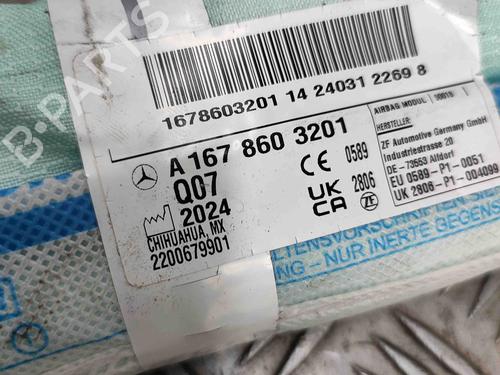 B-PARTS
1678603201 14 24031 2269 8
A 167 860 3201
Q07
2024
CHIHUAHUA, MX
2200679901
CE 0589
UK CA 2806
ZF
AIRBAG MODUL
HERSTELLER:
ZF Automotive Germany GmbH
Industriestrasse 20
DE - 73553 Alfdorf
EU 0589-P1-0051
UK 2806-P1-004099
NUR INERTE GEGENS